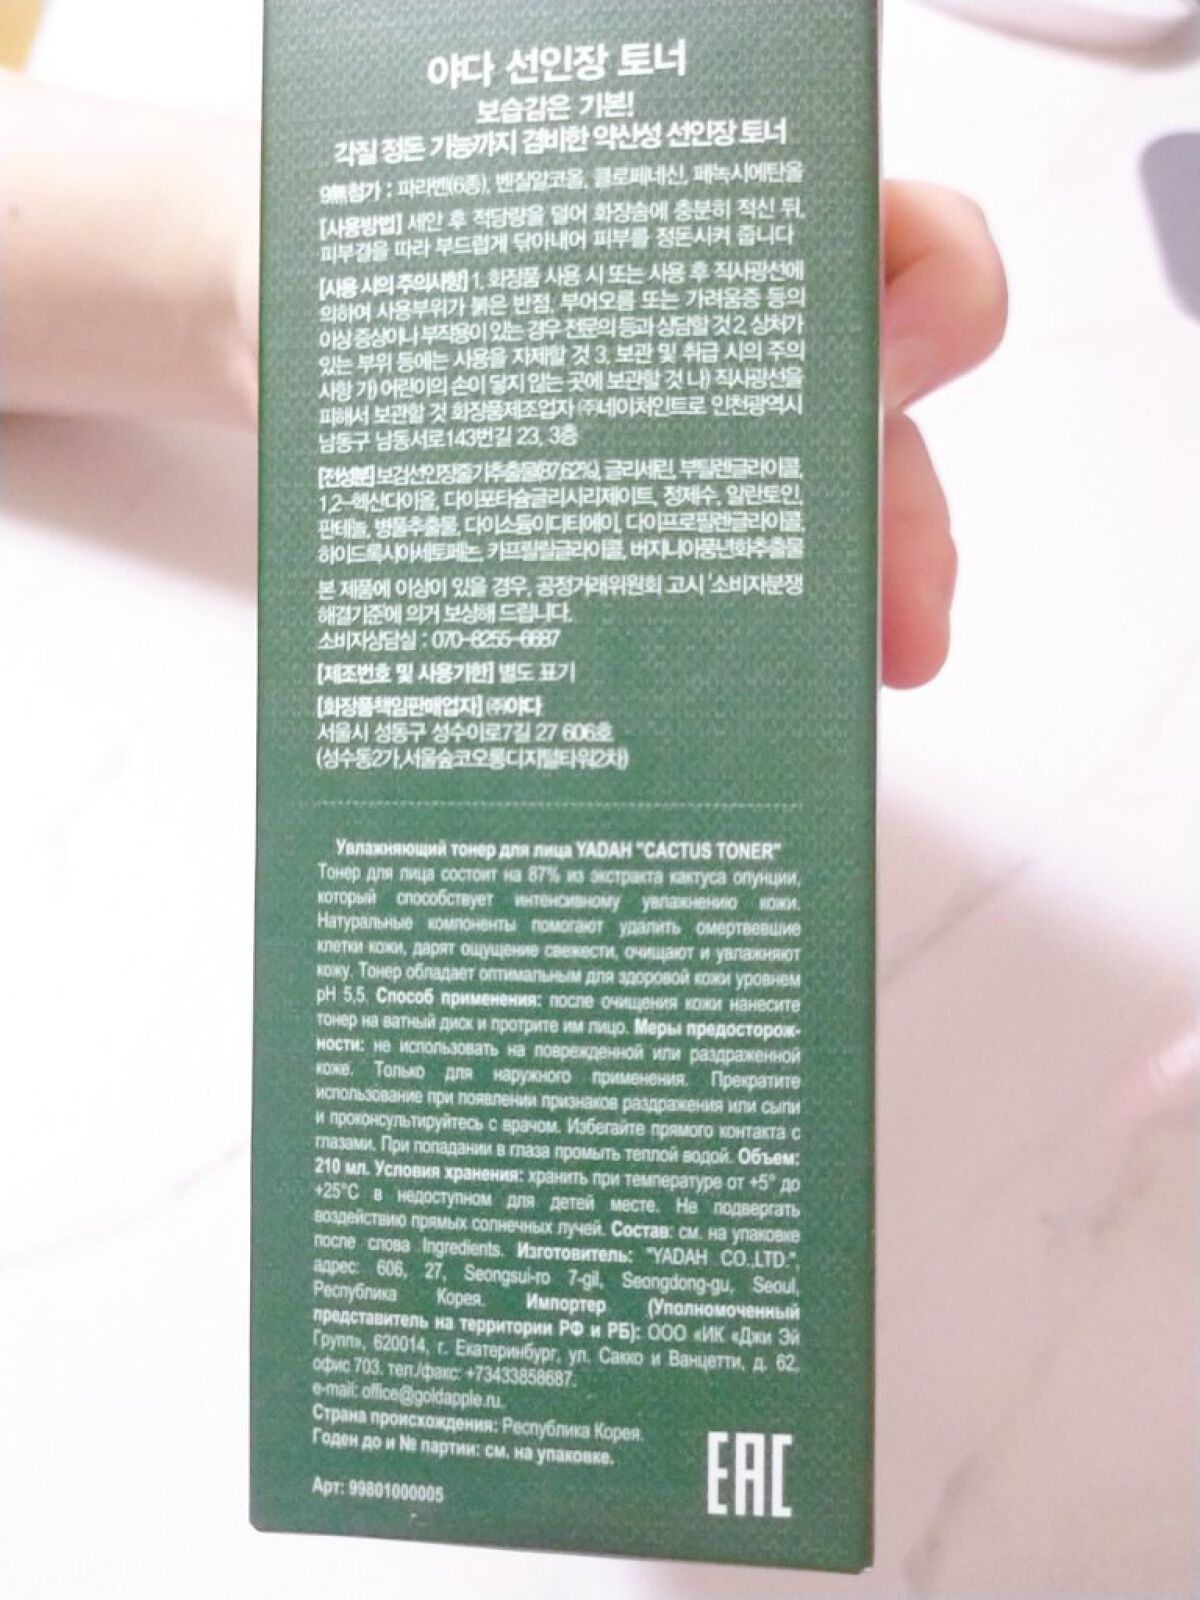 야다 선인장 토너
보습감은 기본!
각질 정돈 기능까지 겸비한 약산성 선인장 토너
9無첨가 : 파라벤(6종), 벤질알코올, 클로페네신, 페녹시에탄올
[사용방법] 세안 후 적당량을 덜어 화장솜에 충분히 적신 뒤,
피부결을 따라 부드럽게 닦아내어 피부를 정돈시켜 줍니다
[사용 시의 주의사항] 1. 화장품 사용 시 또는 사용 후 직사광선에
의하여 사용부위가 붉은 반점, 부어오름 또는 가려움증 등의
이상 증상이나 부작용이 있는 경우 전문의 등과 상담할 것 2. 상처가
있는 부위 등에는 사용을 자제할 것 3. 보관 및 취급 시의 주의
사항 가) 어린이의 손이 닿지 않는 곳에 보관할 것 나) 직사광선을
피해서 보관할 것 화장품제조업자 ㈜네이처인트로 인천광역시
남동구 남동서로143번길 23, 3층
[전성분] 보검선인장줄기추출물(87.62%), 글리세린, 부틸렌글라이콜,
1,2-헥산다이올, 다이포타슘글리시리제이트, 정제수, 알란토인,
판테놀, 병풀추출물, 다이소듐이디티에이, 다이프로필렌글라이콜,
하이드록시아세토페논, 카프릴릴글라이콜, 버지니아풍년화추출물
본 제품에 이상이 있을 경우, 공정거래위원회 고시 '소비자분쟁
해결기준'에 의거 보상해 드립니다.
소비자상담실 : 070-8255-6687
[제조번호 및 사용기한] 별도 표기
[화장품책임판매업자] ㈜야다
서울시 성동구 성수이로7길 27 606호
(성수동2가,서울숲코오롱디지털타워2차)
Увлажняющий тонер для лица YADAH "CACTUS TONER"
Тонер для лица состоит на 87% из экстракта кактуса опунции,
который способствует интенсивному увлажнению кожи.
Натуральные компоненты помогают удалить омертвевшие
клетки кожи, дарят ощущение свежести, очищают и увлажняют
кожу. Тонер обладает оптимальным для здоровой кожи уровнем
pH 5,5. Способ применения: после очищения кожи нанесите
тонер на ватный диск и протрите им лицо. Меры предосторож-
ности: не использовать на поврежденной или раздраженной
коже. Только для наружного применения. Прекратите
использование при появлении признаков раздражения или сыпи
и проконсультируйтесь с врачом. Избегайте прямого контакта с
глазами. При попадании в глаза промыть теплой водой. Объем:
210 мл. Условия хранения: хранить при температуре от +5° до
+25°С в недоступном для детей месте. Не подвергать
воздействию прямых солнечных лучей. Состав: см. на упаковке
после слова Ingredients. Изготовитель: "YADAH CO.,LTD.",
адрес: 606, 27, Seongsui-ro 7-gil, Seongdong-gu, Seoul,
Республика Корея. Импортер (Уполномоченный
представитель на территории РФ и РБ): ООО «ИК «Джи Эй
Групп», 620014, г. Екатеринбург, ул. Сакко и Ванцетти, д. 62,
офис 703. тел./факс: +73433858687.
e-mail: office@goldapple.ru.
Страна происхождения: Республика Корея.
Годен до и № партии: см. на упаковке.
Арт: 99801000005
EAC